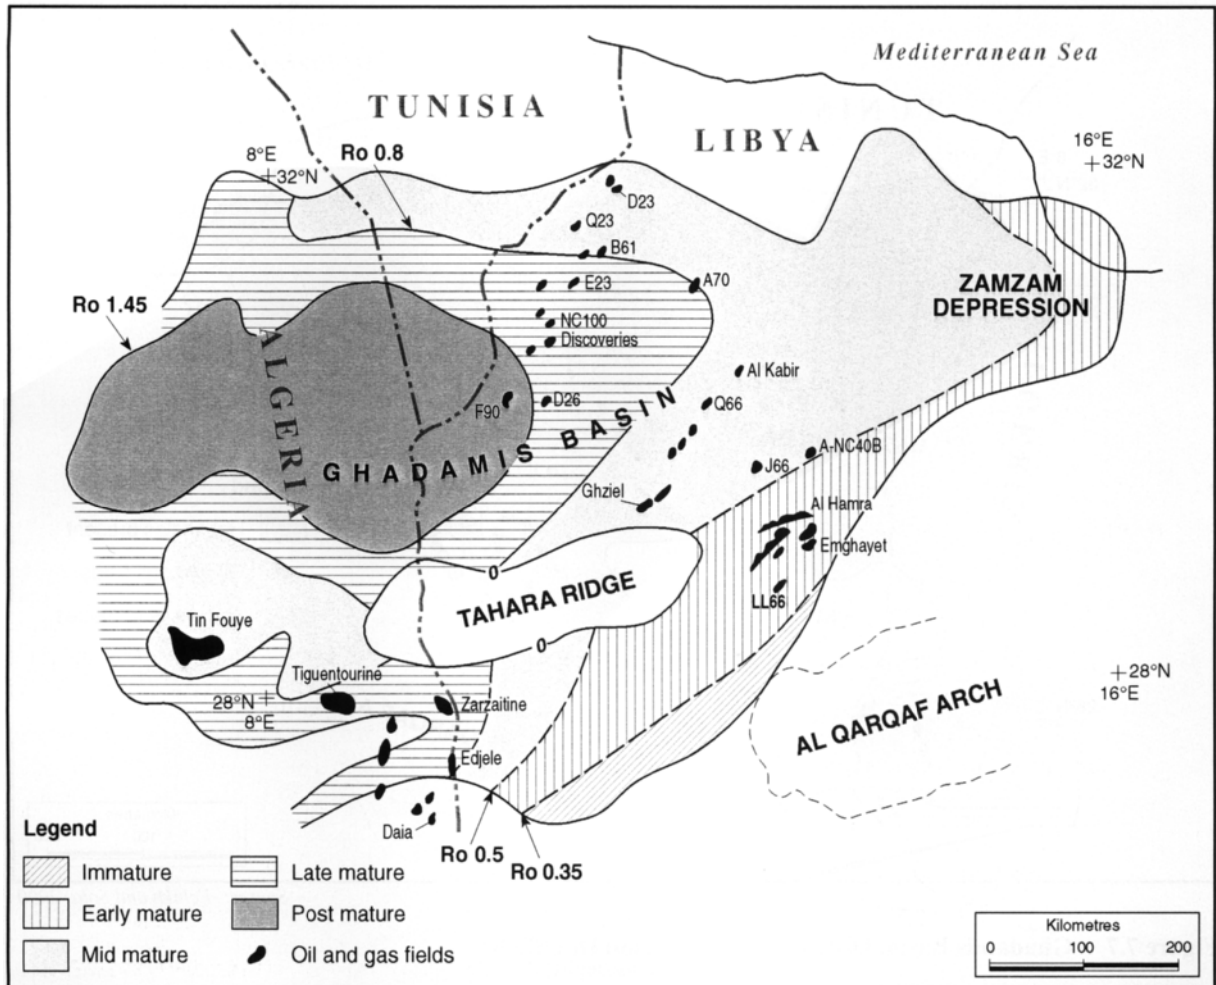 Mediterranean Sea
TUNISIA
LIBYA
Ro 0.8
8°E
32°N
16°E
32°N
D23
Q23
B61
E23
A70
ZAMZAM
DEPRESSION
Ro 1.45
NC100
Discoveries
ALGERIA
Al Kabir
F90
D26
Q66
GHADAMIS BASIN
A-NC40B
J66
Ghziel
Al Hamra
Emghayet
0
TAHARA RIDGE
LL66
Tin Fouye
0
Tiguentourine
28°N
8°E
Zarzaitine
28°N
16°E
AL QARQAF ARCH
Edjele
Daia
Ro 0.5
Ro 0.35
Legend
Immature
Late mature
Early mature
Post mature
Mid mature
Oil and gas fields
Kilometres
0 100 200